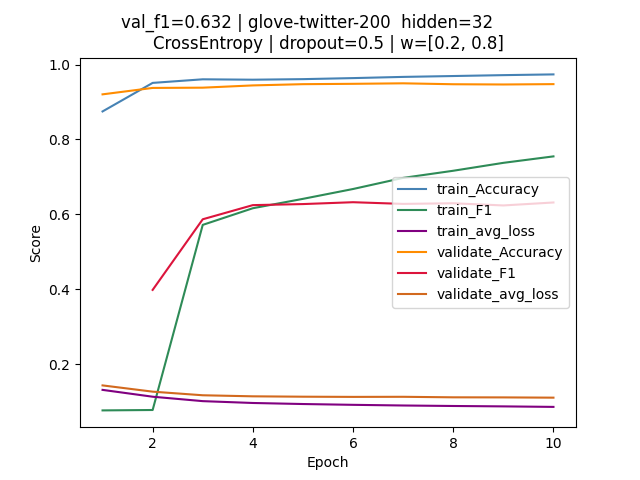 val_f1=0.632 | glove-twitter-200  hidden=32
CrossEntropy | dropout=0.5 | w=[0.2, 0.8]
1.0
0.8
0.6
0.4
0.2
Score
train_Accuracy
train_F1
train_avg_loss
validate_Accuracy
validate_F1
validate_avg_loss
2 4 6 8 10
Epoch